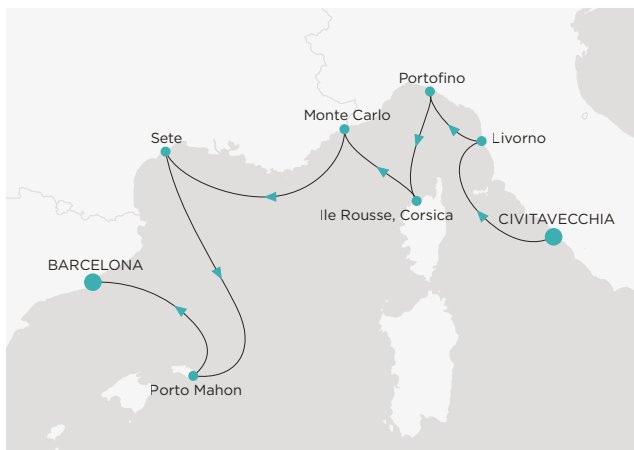 Portofino
Monte Carlo
Sete
Livorno
Ile Rousse, Corsica
CIVITAVECCHIA
BARCELONA
Porto Mahon